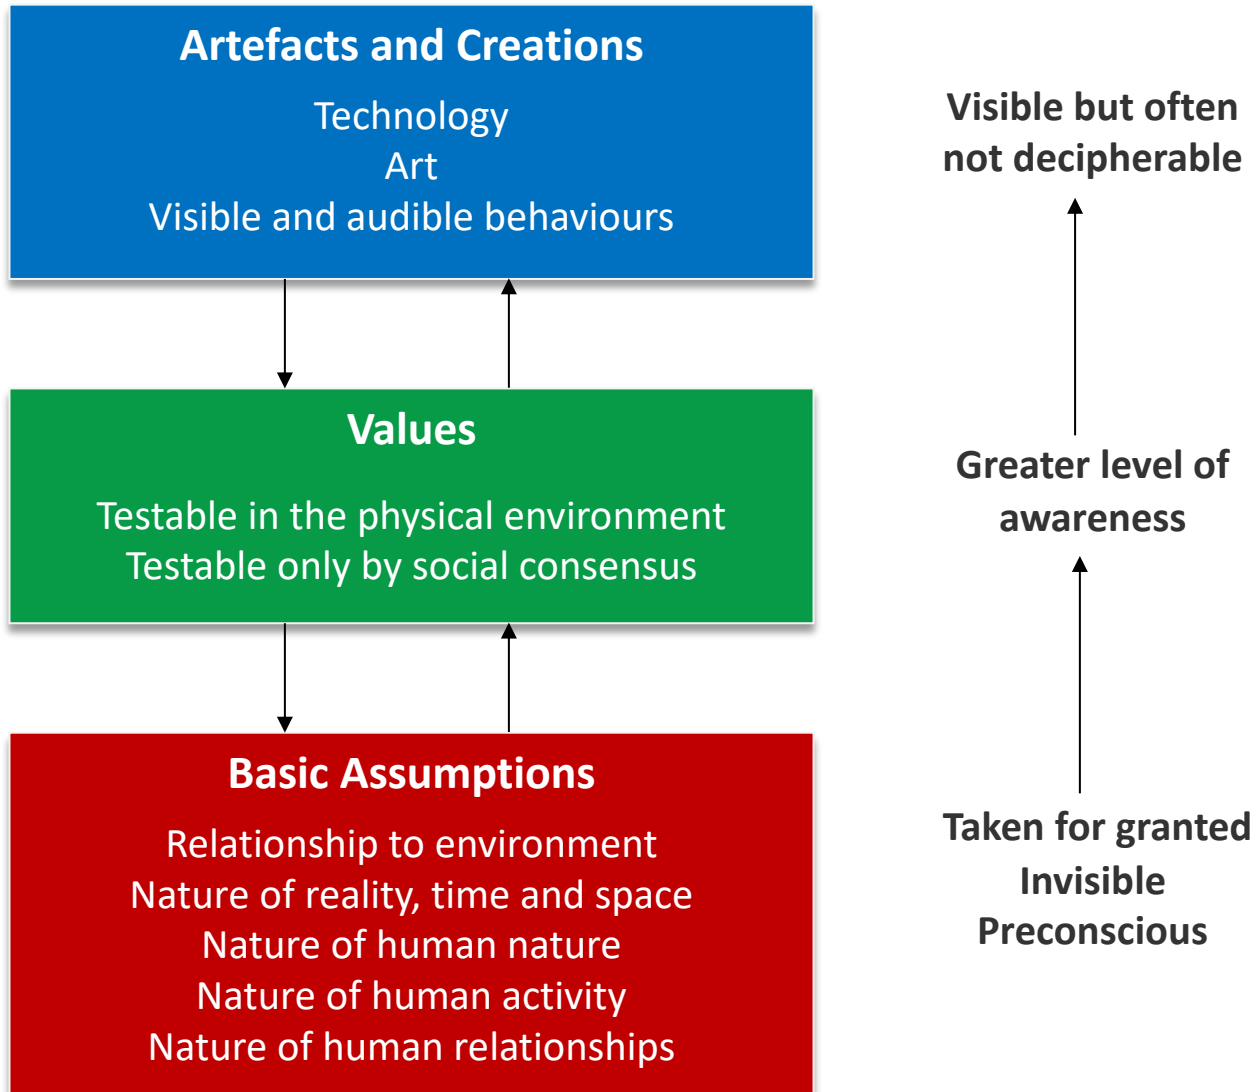 Artefacts and Creations
Technology
Art
Visible and audible behaviours
Visible but often
not decipherable
Values
Testable in the physical environment
Testable only by social consensus
Greater level of
awareness
Basic Assumptions
Relationship to environment
Nature of reality, time and space
Nature of human nature
Nature of human activity
Nature of human relationships
Taken for granted
Invisible
Preconscious